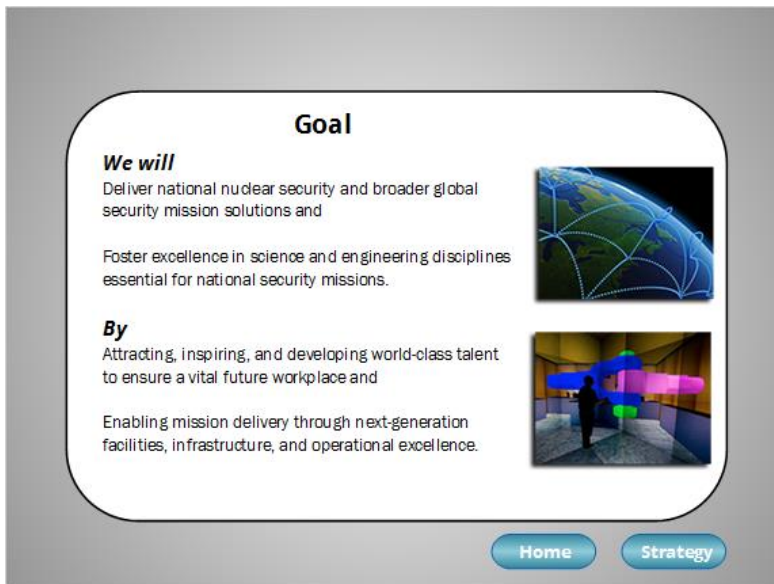 Goal
We will
Deliver national nuclear security and broader global
security mission solutions and
Foster excellence in science and engineering disciplines
essential for national security missions.
By
Attracting, inspiring, and developing world-class talent
to ensure a vital future workplace and
Enabling mission delivery through next-generation
facilities, infrastructure, and operational excellence.
Home
Strategy